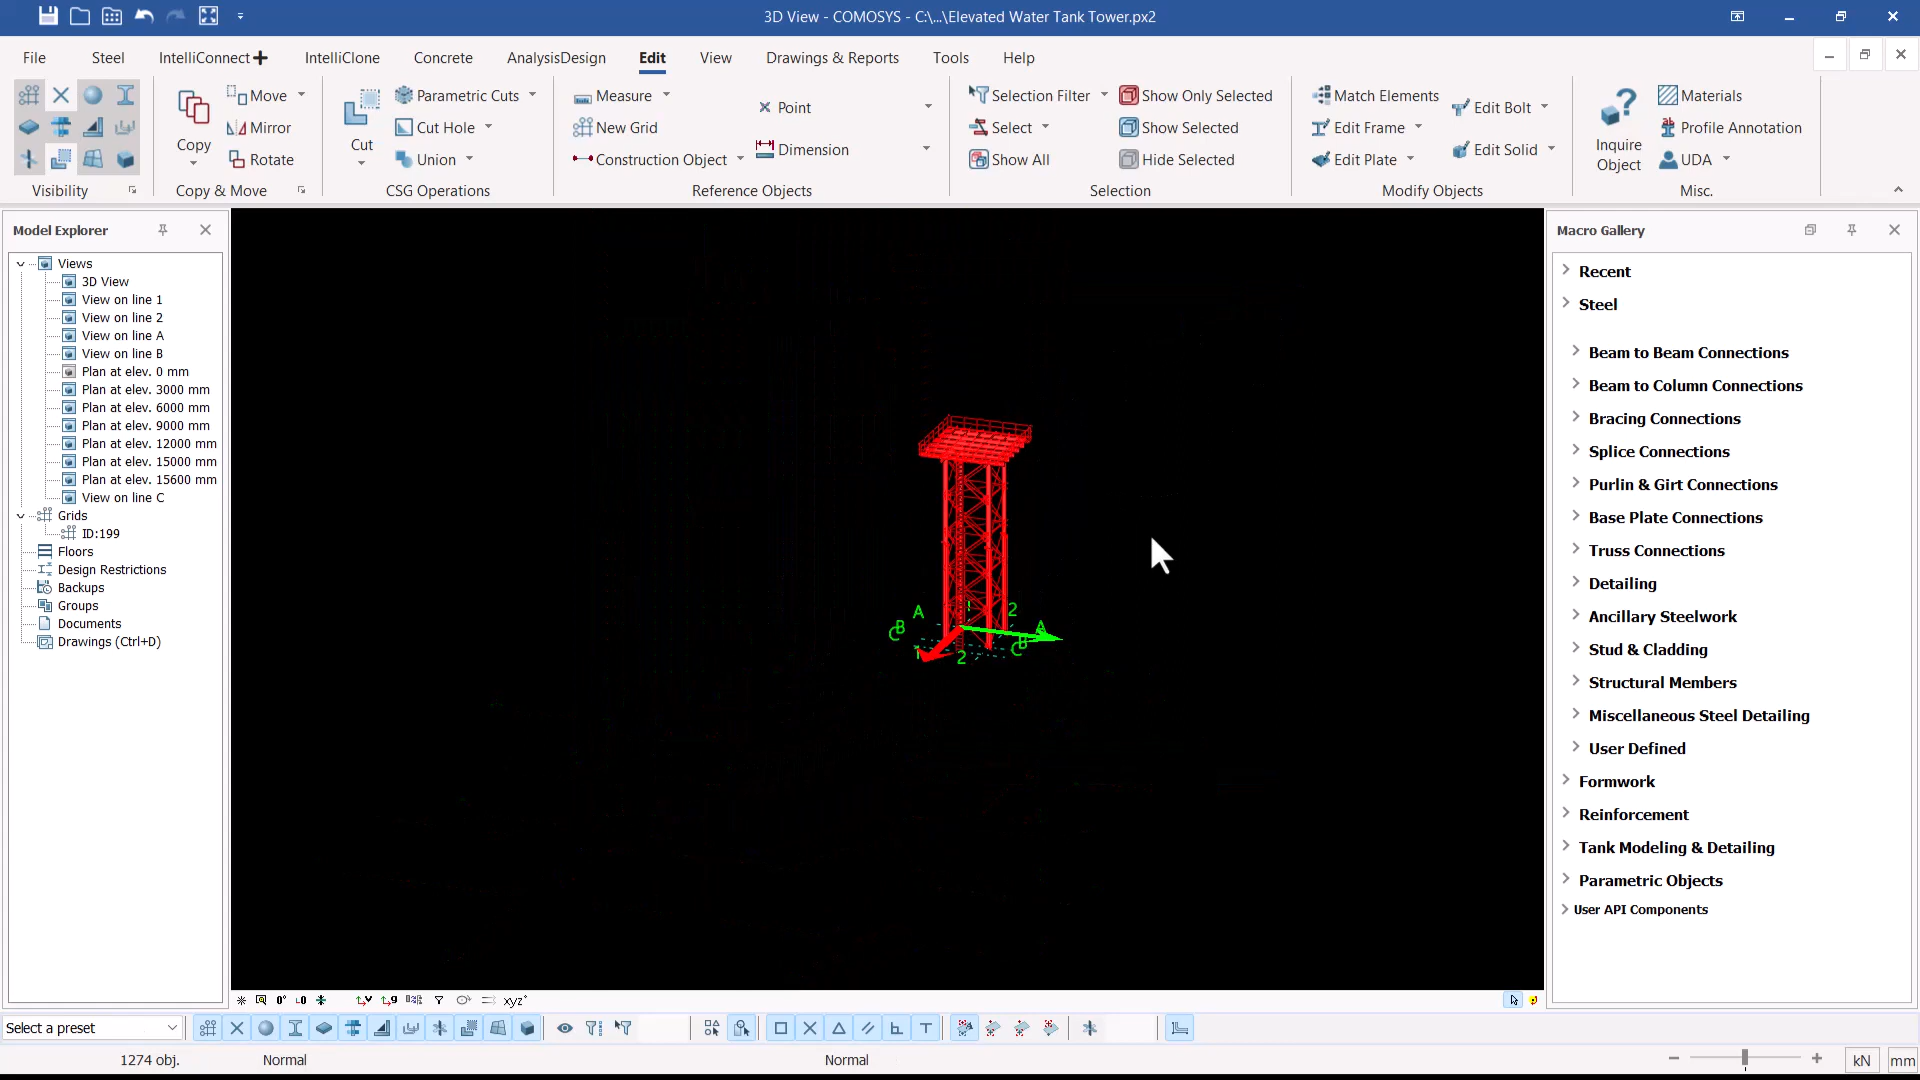 3D View - COMOSYS - C:\...\Elevated Water Tank Tower.px2
File Steel IntelliConnect IntelliClone Concrete AnalysisDesign Edit View Drawings & Reports Tools Help
Copy
Move
Mirror
Rotate
Cut
Parametric Cuts
Cut Hole
Union
Measure
New Grid
Construction Object
Point
Dimension
Selection Filter
Select
Show All
Show Only Selected
Show Selected
Hide Selected
Match Elements
Edit Frame
Edit Plate
Edit Bolt
Edit Solid
Inquire
Object
Materials
Profile Annotation
UDA
Visibility Copy & Move CSG Operations Reference Objects Selection Modify Objects Misc.
Model Explorer
Views
3D View
View on line 1
View on line 2
View on line A
View on line B
Plan at elev. 0 mm
Plan at elev. 3000 mm
Plan at elev. 6000 mm
Plan at elev. 9000 mm
Plan at elev. 12000 mm
Plan at elev. 15000 mm
Plan at elev. 15600 mm
View on line C
Grids
ID:199
Floors
Design Restrictions
Backups
Groups
Documents
Drawings (Ctrl+D)
A 1 2
C B A
1 2 C B
Macro Gallery
Recent
Steel
Beam to Beam Connections
Beam to Column Connections
Bracing Connections
Splice Connections
Purlin & Girt Connections
Base Plate Connections
Truss Connections
Detailing
Ancillary Steelwork
Stud & Cladding
Structural Members
Miscellaneous Steel Detailing
User Defined
Formwork
Reinforcement
Tank Modeling & Detailing
Parametric Objects
User API Components
xyz
Select a preset
1274 obj. Normal Normal kN mm